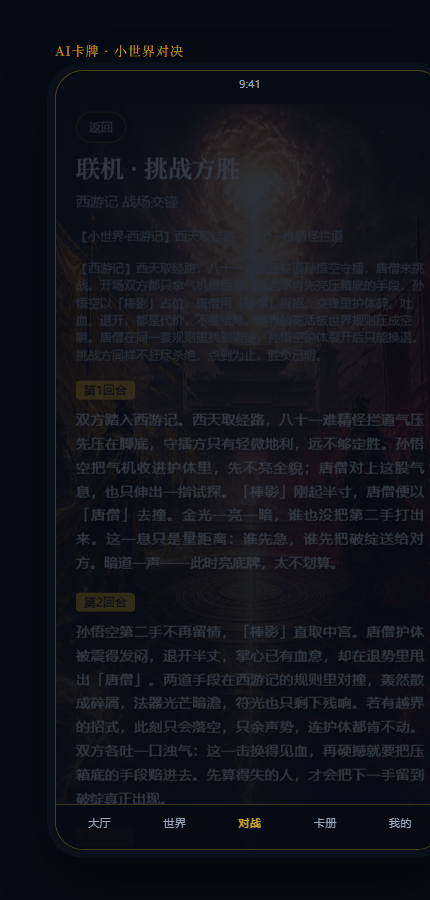 AI卡牌 · 小世界对决
9:41
返回
联机 · 挑战方胜
西游记 战场交锋
【小世界·西游记】西天取经路，八十一难精怪拦道
【西游记】西天取经路，八十一
战。开场双方都只拿气机
悟空以「棒影」占位，唐僧用
血、退开，都是代价，不是
唤。唐僧在同一套规则里找
挑战方同样不赶尽杀绝，点到为止，胜负已明。
第1回合
双方踏入西游记。西天取经路，八十一难精怪拦道气压
先压在脚底，守擂方只有轻微地利，远不够定胜。孙悟
空把气机收进护体里，先不亮全貌；唐僧对上这股气
息，也只伸出一指试探。「棒影」刚起半寸，唐僧便以
「唐僧」去撞。金光一亮一暗，谁也没把第二手打出
来。这一息只是量距离：谁先急，谁先把破绽送给对
方。暗道一声——此时亮底牌，太不划算。
第2回合
孙悟空第二手不再留情，「棒影」直取中宫。唐僧护体
被震得发闷，退开半丈，掌心已有血意，却在退势里甩
出「唐僧」。两道手段在西游记的规则里对撞，轰然散
成碎屑，法器光芒暗澹，符光也只剩下残响。若有越界
的招式，此刻只会落空，只余声势，连护体都肯不动。
双方各吐一口浊气：这一击换得见血，再硬撼就要把压
箱底的手段赔进去。先算得失的人，才会把下一手留到
破绽真正出现。
大厅
世界
对战
卡册
我的